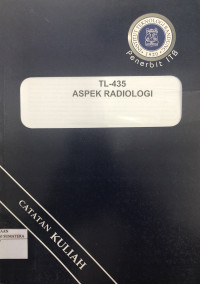 Penerbit ITB
TL-435
ASPEK RADIOLOGI
CATATAN KULIAH